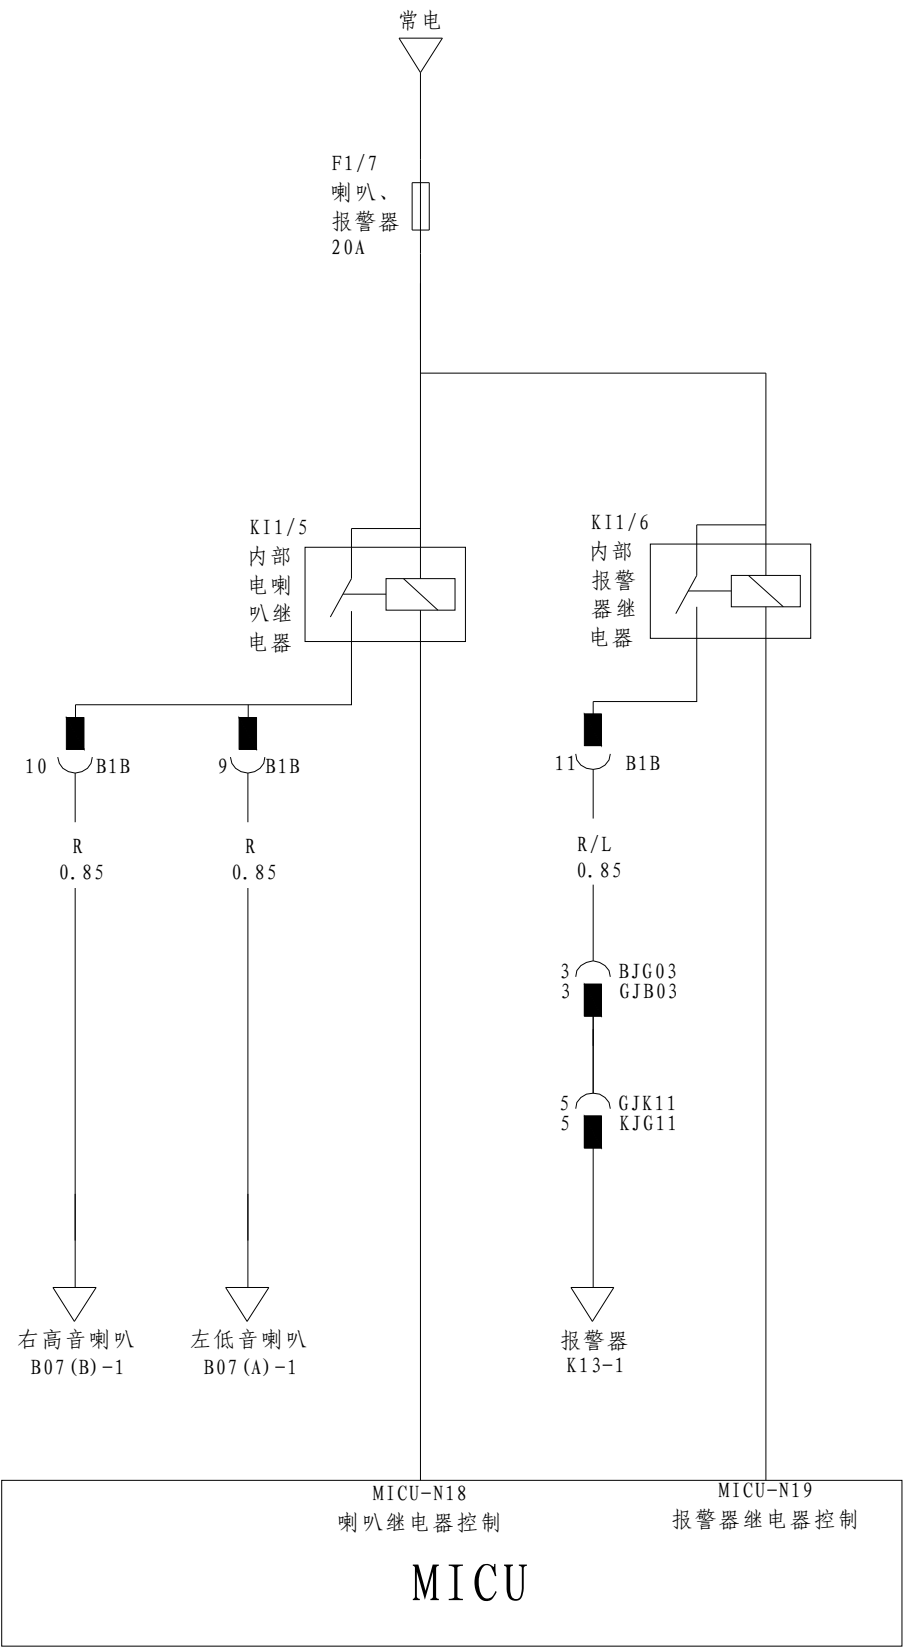 常电
F1/7
喇叭、
报警器
20A
KI1/5
内部
电喇
叭继
电器
KI1/6
内部
报警
器继
电器
10 B1B
9 B1B
11 B1B
R
0.85
R
0.85
R/L
0.85
3 BJG03
3 GJB03
5 GJK11
5 KJG11
右高音喇叭
B07(B)-1
左低音喇叭
B07(A)-1
报警器
K13-1
MICU-N18
喇叭继电器控制
MICU-N19
报警器继电器控制
MICU